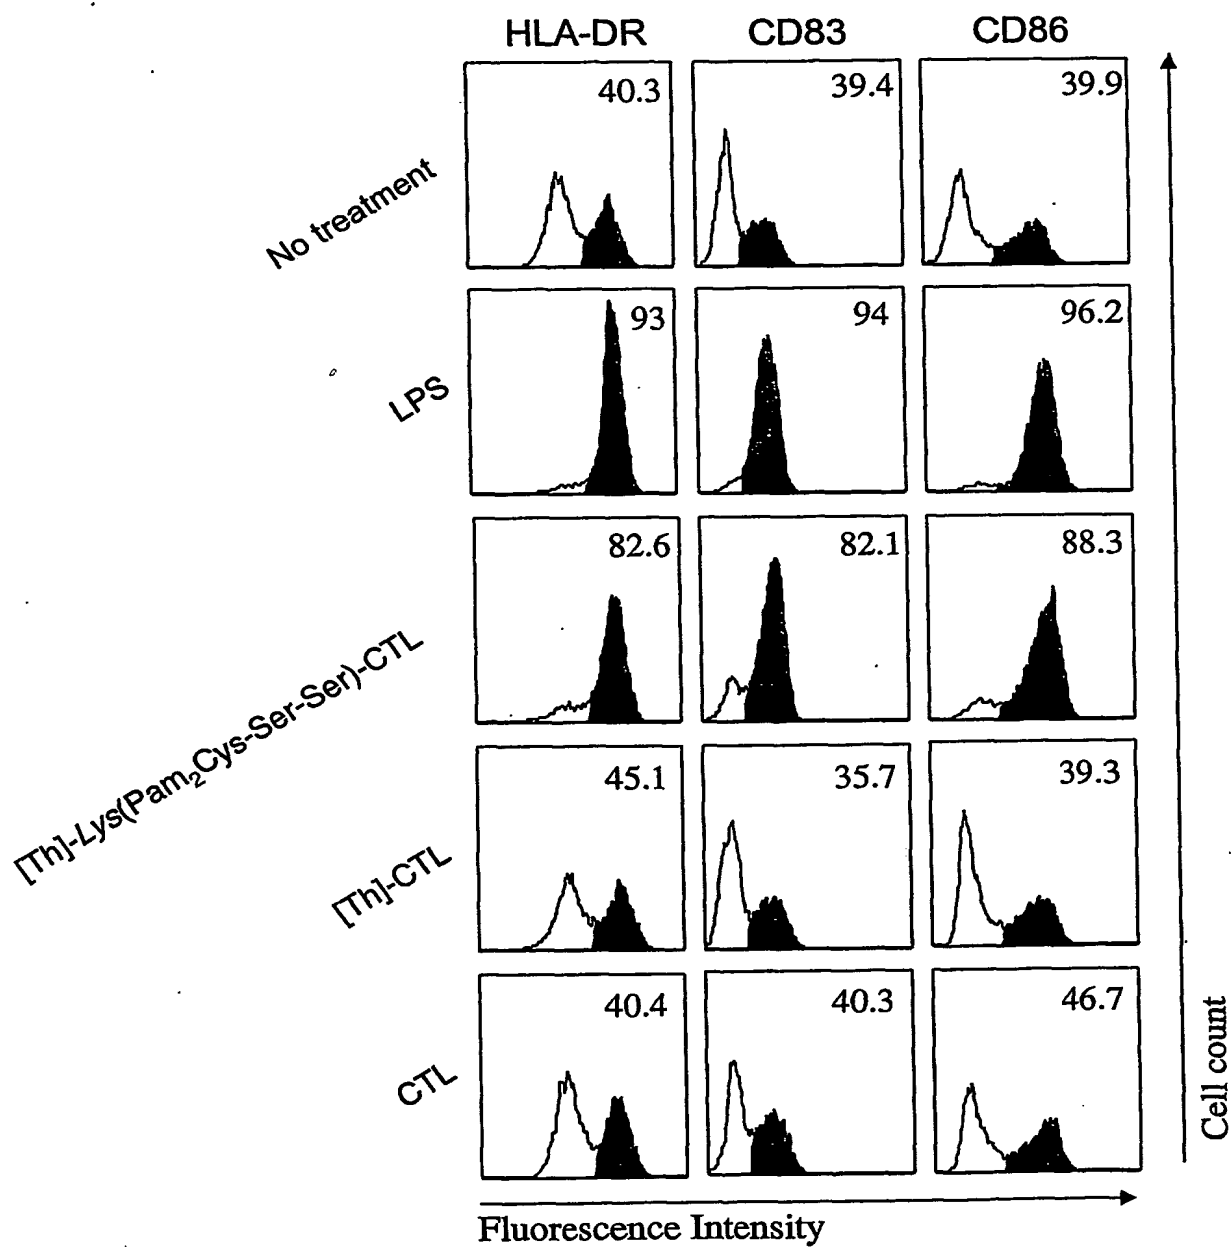 HLA-DR CD83 CD86
No treatment 40.3 39.4 39.9
LPS 93 94 96.2
[Th]-Lys(Pam₂Cys-Ser-Ser)-CTL 82.6 82.1 88.3
[Th]-CTL 45.1 35.7 39.3
CTL 40.4 40.3 46.7
Cell count
Fluorescence Intensity